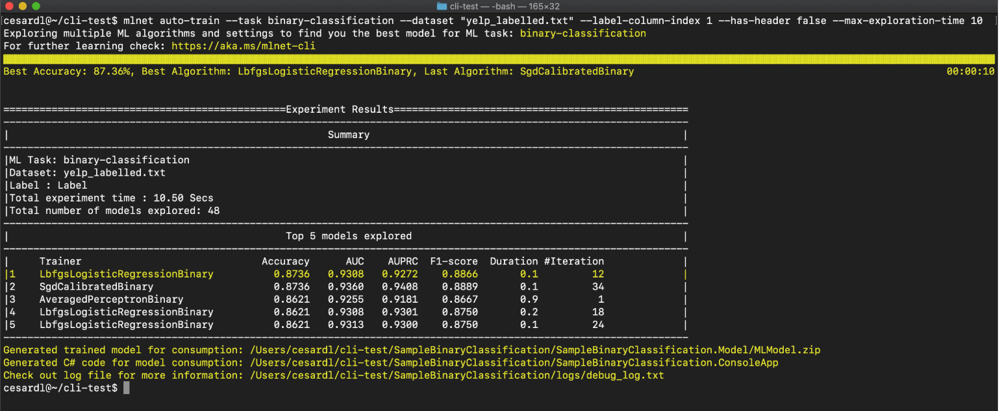 cli-test — -bash — 165×32
cesardl@~/cli-test$ mlnet auto-train --task binary-classification --dataset "yelp_labelled.txt" --label-column-index 1 --has-header false --max-exploration-time 10
Exploring multiple ML algorithms and settings to find you the best model for ML task: binary-classification
For further learning check: https://aka.ms/mlnet-cli
Best Accuracy: 87.36%, Best Algorithm: LbfgsLogisticRegressionBinary, Last Algorithm: SgdCalibratedBinary 00:00:10
===============================================Experiment Results=================================================
------------------------------------------------------------------------------------------------------------------
| Summary |
------------------------------------------------------------------------------------------------------------------
|ML Task: binary-classification |
|Dataset: yelp_labelled.txt |
|Label : Label |
|Total experiment time : 10.50 Secs |
|Total number of models explored: 48 |
------------------------------------------------------------------------------------------------------------------
| Top 5 models explored |
------------------------------------------------------------------------------------------------------------------
| Trainer Accuracy AUC AUPRC F1-score Duration #Iteration |
|1 LbfgsLogisticRegressionBinary 0.8736 0.9308 0.9272 0.8866 0.1 12 |
|2 SgdCalibratedBinary 0.8736 0.9360 0.9408 0.8889 0.1 34 |
|3 AveragedPerceptronBinary 0.8621 0.9255 0.9181 0.8667 0.9 1 |
|4 LbfgsLogisticRegressionBinary 0.8621 0.9308 0.9301 0.8750 0.2 18 |
|5 LbfgsLogisticRegressionBinary 0.8621 0.9313 0.9300 0.8750 0.1 24 |
------------------------------------------------------------------------------------------------------------------
Generated trained model for consumption: /Users/cesardl/cli-test/SampleBinaryClassification/SampleBinaryClassification.Model/MLModel.zip
Generated C# code for model consumption: /Users/cesardl/cli-test/SampleBinaryClassification/SampleBinaryClassification.ConsoleApp
Check out log file for more information: /Users/cesardl/cli-test/SampleBinaryClassification/logs/debug_log.txt
cesardl@~/cli-test$